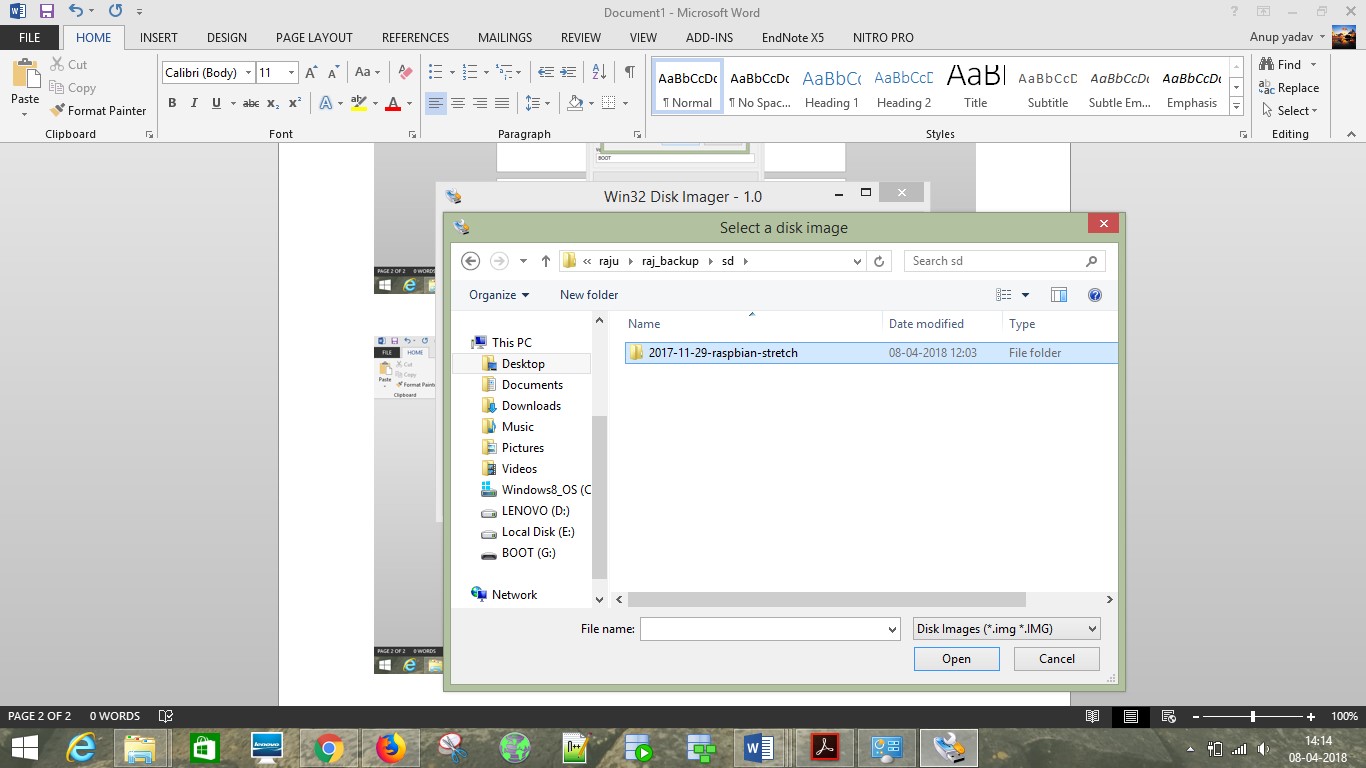 Document1 - Microsoft Word
FILE HOME INSERT DESIGN PAGE LAYOUT REFERENCES MAILINGS REVIEW VIEW ADD-INS EndNote X5 NITRO PRO Anup yadav
Paste
Cut
Copy
Format Painter
Clipboard
Calibri (Body) 11
Font
Paragraph
AaBbCcDc AaBbCcDc AaBbCc AaBbCcD AaB AaBbCcD AaBbCcDc AaBbCcDc
¶ Normal ¶ No Spac... Heading 1 Heading 2 Title Subtitle Subtle Em... Emphasis
Styles
Find
Replace
Select
Editing
BOOT
Win32 Disk Imager - 1.0
Select a disk image
« raju raj_backup sd
Search sd
Organize New folder
Name Date modified Type
2017-11-29-raspbian-stretch 08-04-2018 12:03 File folder
This PC
Desktop
Documents
Downloads
Music
Pictures
Videos
Windows8_OS (C
LENOVO (D:)
Local Disk (E:)
BOOT (G:)
Network
File name: Disk Images (*.img *.IMG)
Open Cancel
PAGE 2 OF 2 0 WORDS
FILE HOME
Paste
Cut
Copy
Format Painte
Clipboard
PAGE 2 OF 2 0 WORDS
PAGE 2 OF 2 0 WORDS 100%
lenovo
14:14
08-04-2018